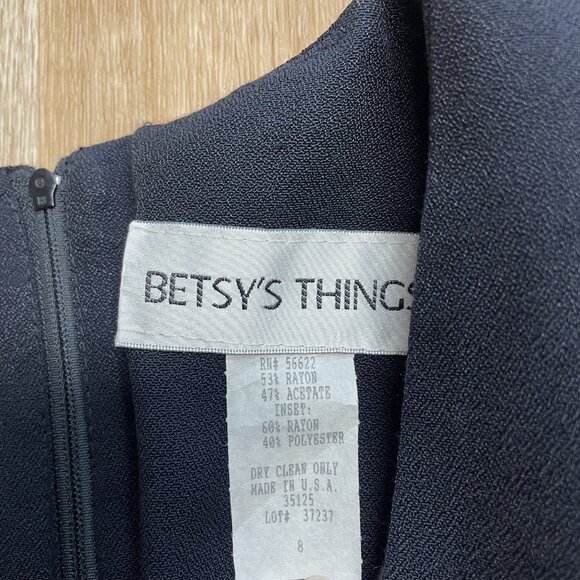 BETSY'S THINGS
RN# 56622
53% RAYON
47% ACETATE
INSET:
60% RAYON
40% POLYESTER
DRY CLEAN ONLY
MADE IN U.S.A.
35125
LOT# 37237
8